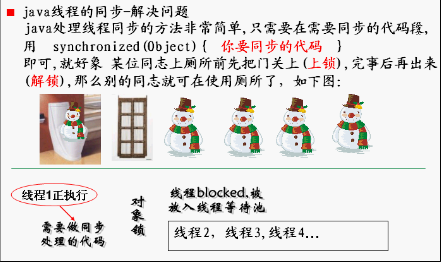 java线程的同步-解决问题
java处理线程同步的方法非常简单,只需要在需要同步的代码段,
用 synchronized(Object){ 你要同步的代码 }
即可,就好象 某位同志上厕所前先把门关上(上锁),完事后再出来
(解锁),那么别的同志就可在使用厕所了, 如下图:
线程1正执行
需要做同步
处理的代码
对象锁
线程blocked,被
放入线程等待池
线程2, 线程3,线程4...